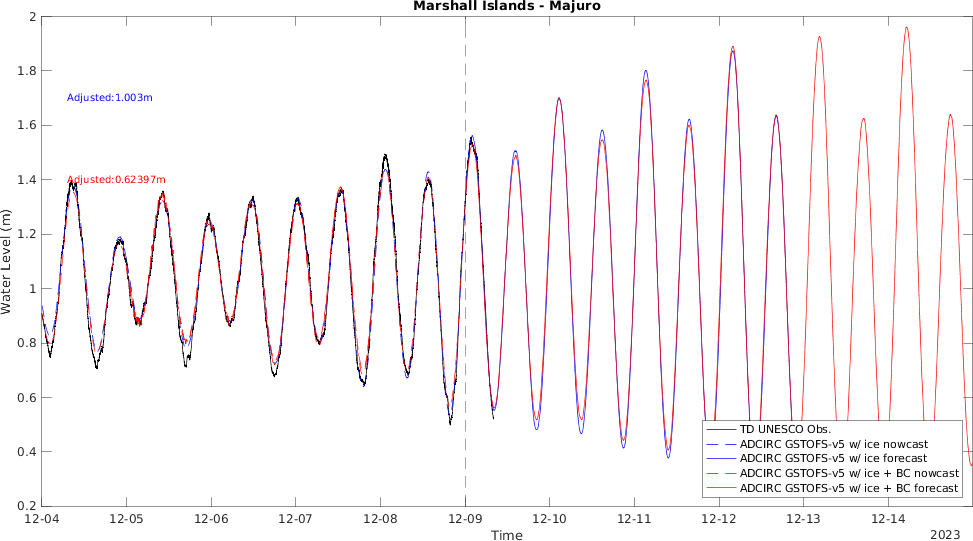 Marshall Islands - Majuro
2
1.8
1.6
1.4
1.2
1
0.8
0.6
0.4
0.2
Water Level (m)
Adjusted:1.003m
Adjusted:0.62397m
TD UNESCO Obs.
ADCIRC GSTOFS-v5 w/ ice nowcast
ADCIRC GSTOFS-v5 w/ ice forecast
ADCIRC GSTOFS-v5 w/ ice + BC nowcast
ADCIRC GSTOFS-v5 w/ ice + BC forecast
12-04 12-05 12-06 12-07 12-08 12-09 12-10 12-11 12-12 12-13 12-14
Time
2023